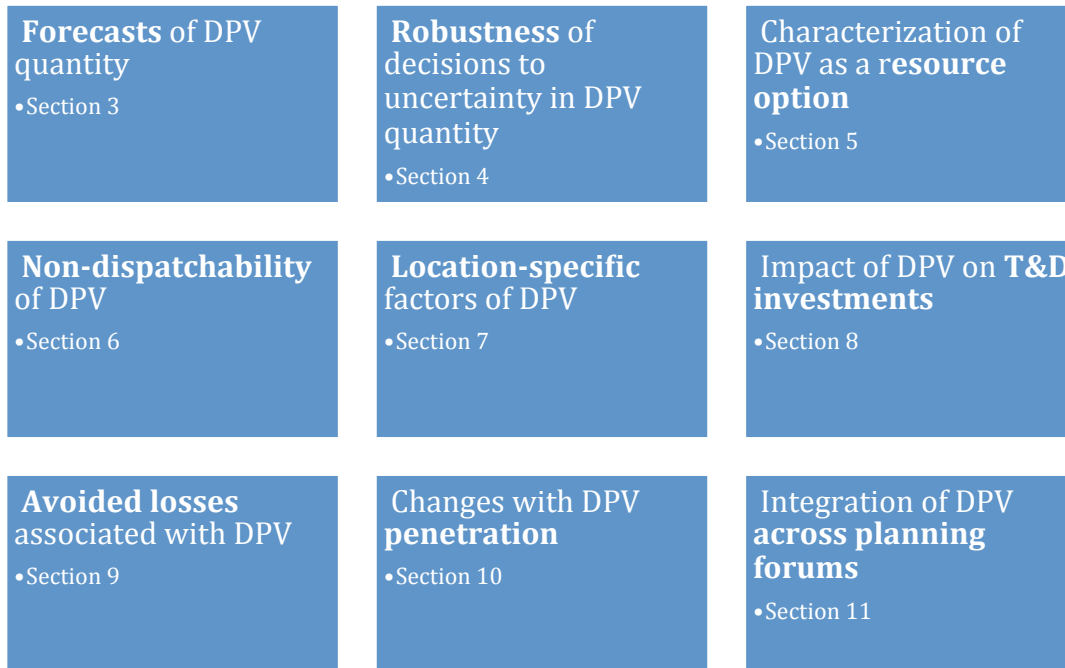 Forecasts of DPV
quantity
•Section 3
Robustness of
decisions to
uncertainty in DPV
quantity
•Section 4
Characterization of
DPV as a resource
option
•Section 5
Non-dispatchability
of DPV
•Section 6
Location-specific
factors of DPV
•Section 7
Impact of DPV on T&D
investments
•Section 8
Avoided losses
associated with DPV
•Section 9
Changes with DPV
penetration
•Section 10
Integration of DPV
across planning
forums
•Section 11